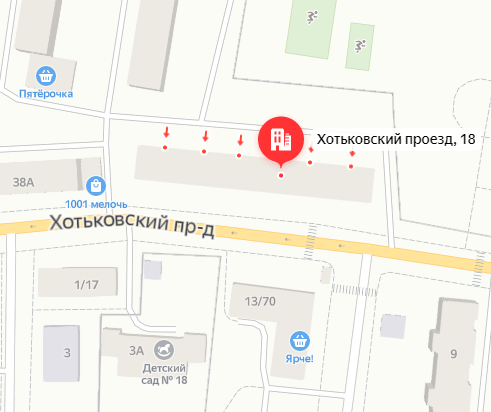 Пятёрочка
Хотьковский проезд, 18
38А
1001 мелочь
Хотьковский пр-д
1/17
13/70
3
3А
Детский
сад № 18
Ярче!
9